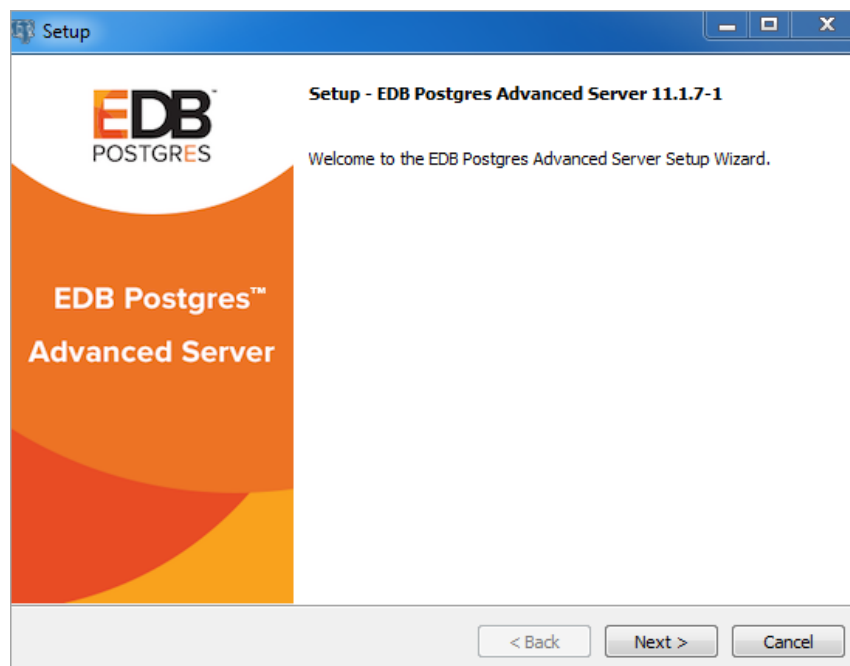 Setup
EDB™
POSTGRES
Setup - EDB Postgres Advanced Server 11.1.7-1
Welcome to the EDB Postgres Advanced Server Setup Wizard.
EDB Postgres™
Advanced Server
< Back
Next >
Cancel